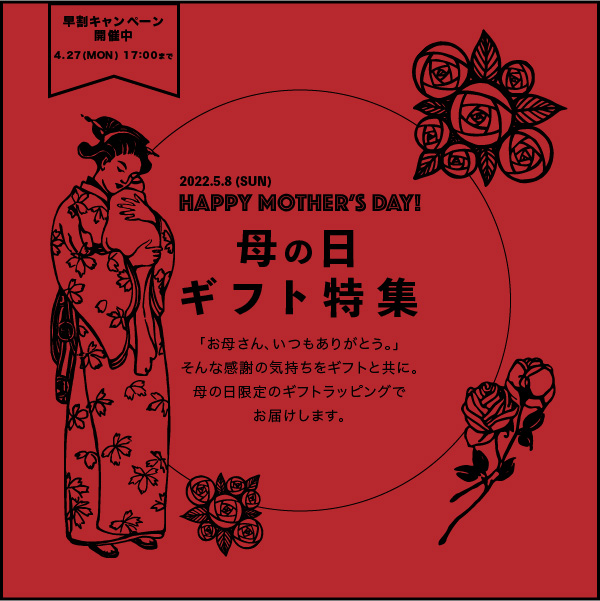 早割キャンペーン
開催中
4.27(MON) 17:00まで
2022.5.8 (SUN)
HAPPY MOTHER'S DAY!
母の日
ギフト特集
「お母さん、いつもありがとう。」
そんな感謝の気持ちをギフトと共に。
母の日限定のギフトラッピングで
お届けします。